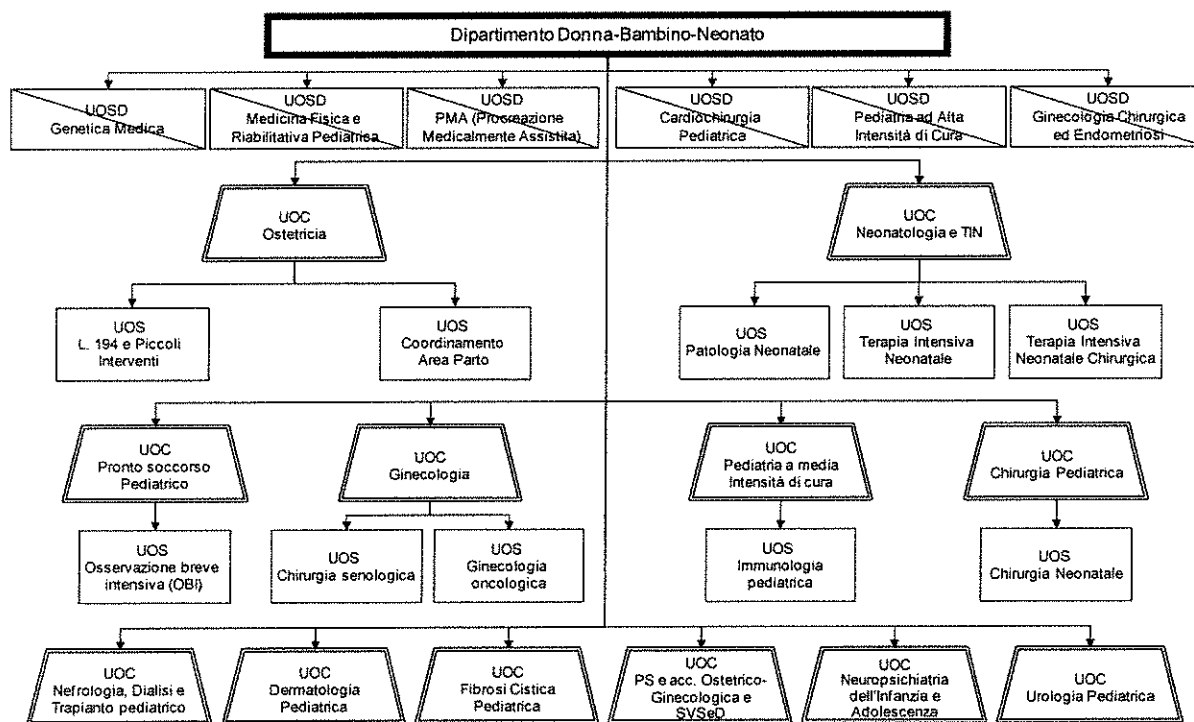 Dipartimento Donna-Bambino-Neonato
UOSD
Genetica Medica
UOSD
Medicina Fisica e
Riabilitativa Pediatrica
UOSD
PMA (Procreazione
Medicalmente Assistita)
UOSD
Cardiochirurgia
Pediatrica
UOSD
Pediatria ad Alta
Intensità di Cura
UOSD
Ginecologia Chirurgica
ed Endometriosi
UOC
Ostetricia
UOC
Neonatologia e TIN
UOS
L. 194 e Piccoli
Interventi
UOS
Coordinamento
Area Parto
UOS
Patologia Neonatale
UOS
Terapia Intensiva
Neonatale
UOS
Terapia Intensiva
Neonatale Chirurgica
UOC
Pronto soccorso
Pediatrico
UOC
Ginecologia
UOC
Pediatria a media
Intensità di cura
UOC
Chirurgia Pediatrica
UOS
Osservazione breve
intensiva (OBI)
UOS
Chirurgia senologica
UOS
Ginecologia
oncologica
UOS
Immunologia
pediatrica
UOS
Chirurgia Neonatale
UOC
Nefrologia, Dialisi e
Trapianto pediatrico
UOC
Dermatologia
Pediatrica
UOC
Fibrosi Cistica
Pediatrica
UOC
PS e acc. Ostetrico-
Ginecologica e
SVSeD
UOC
Neuropsichiatria
dell'Infanzia e
Adolescenza
UOC
Urologia Pediatrica